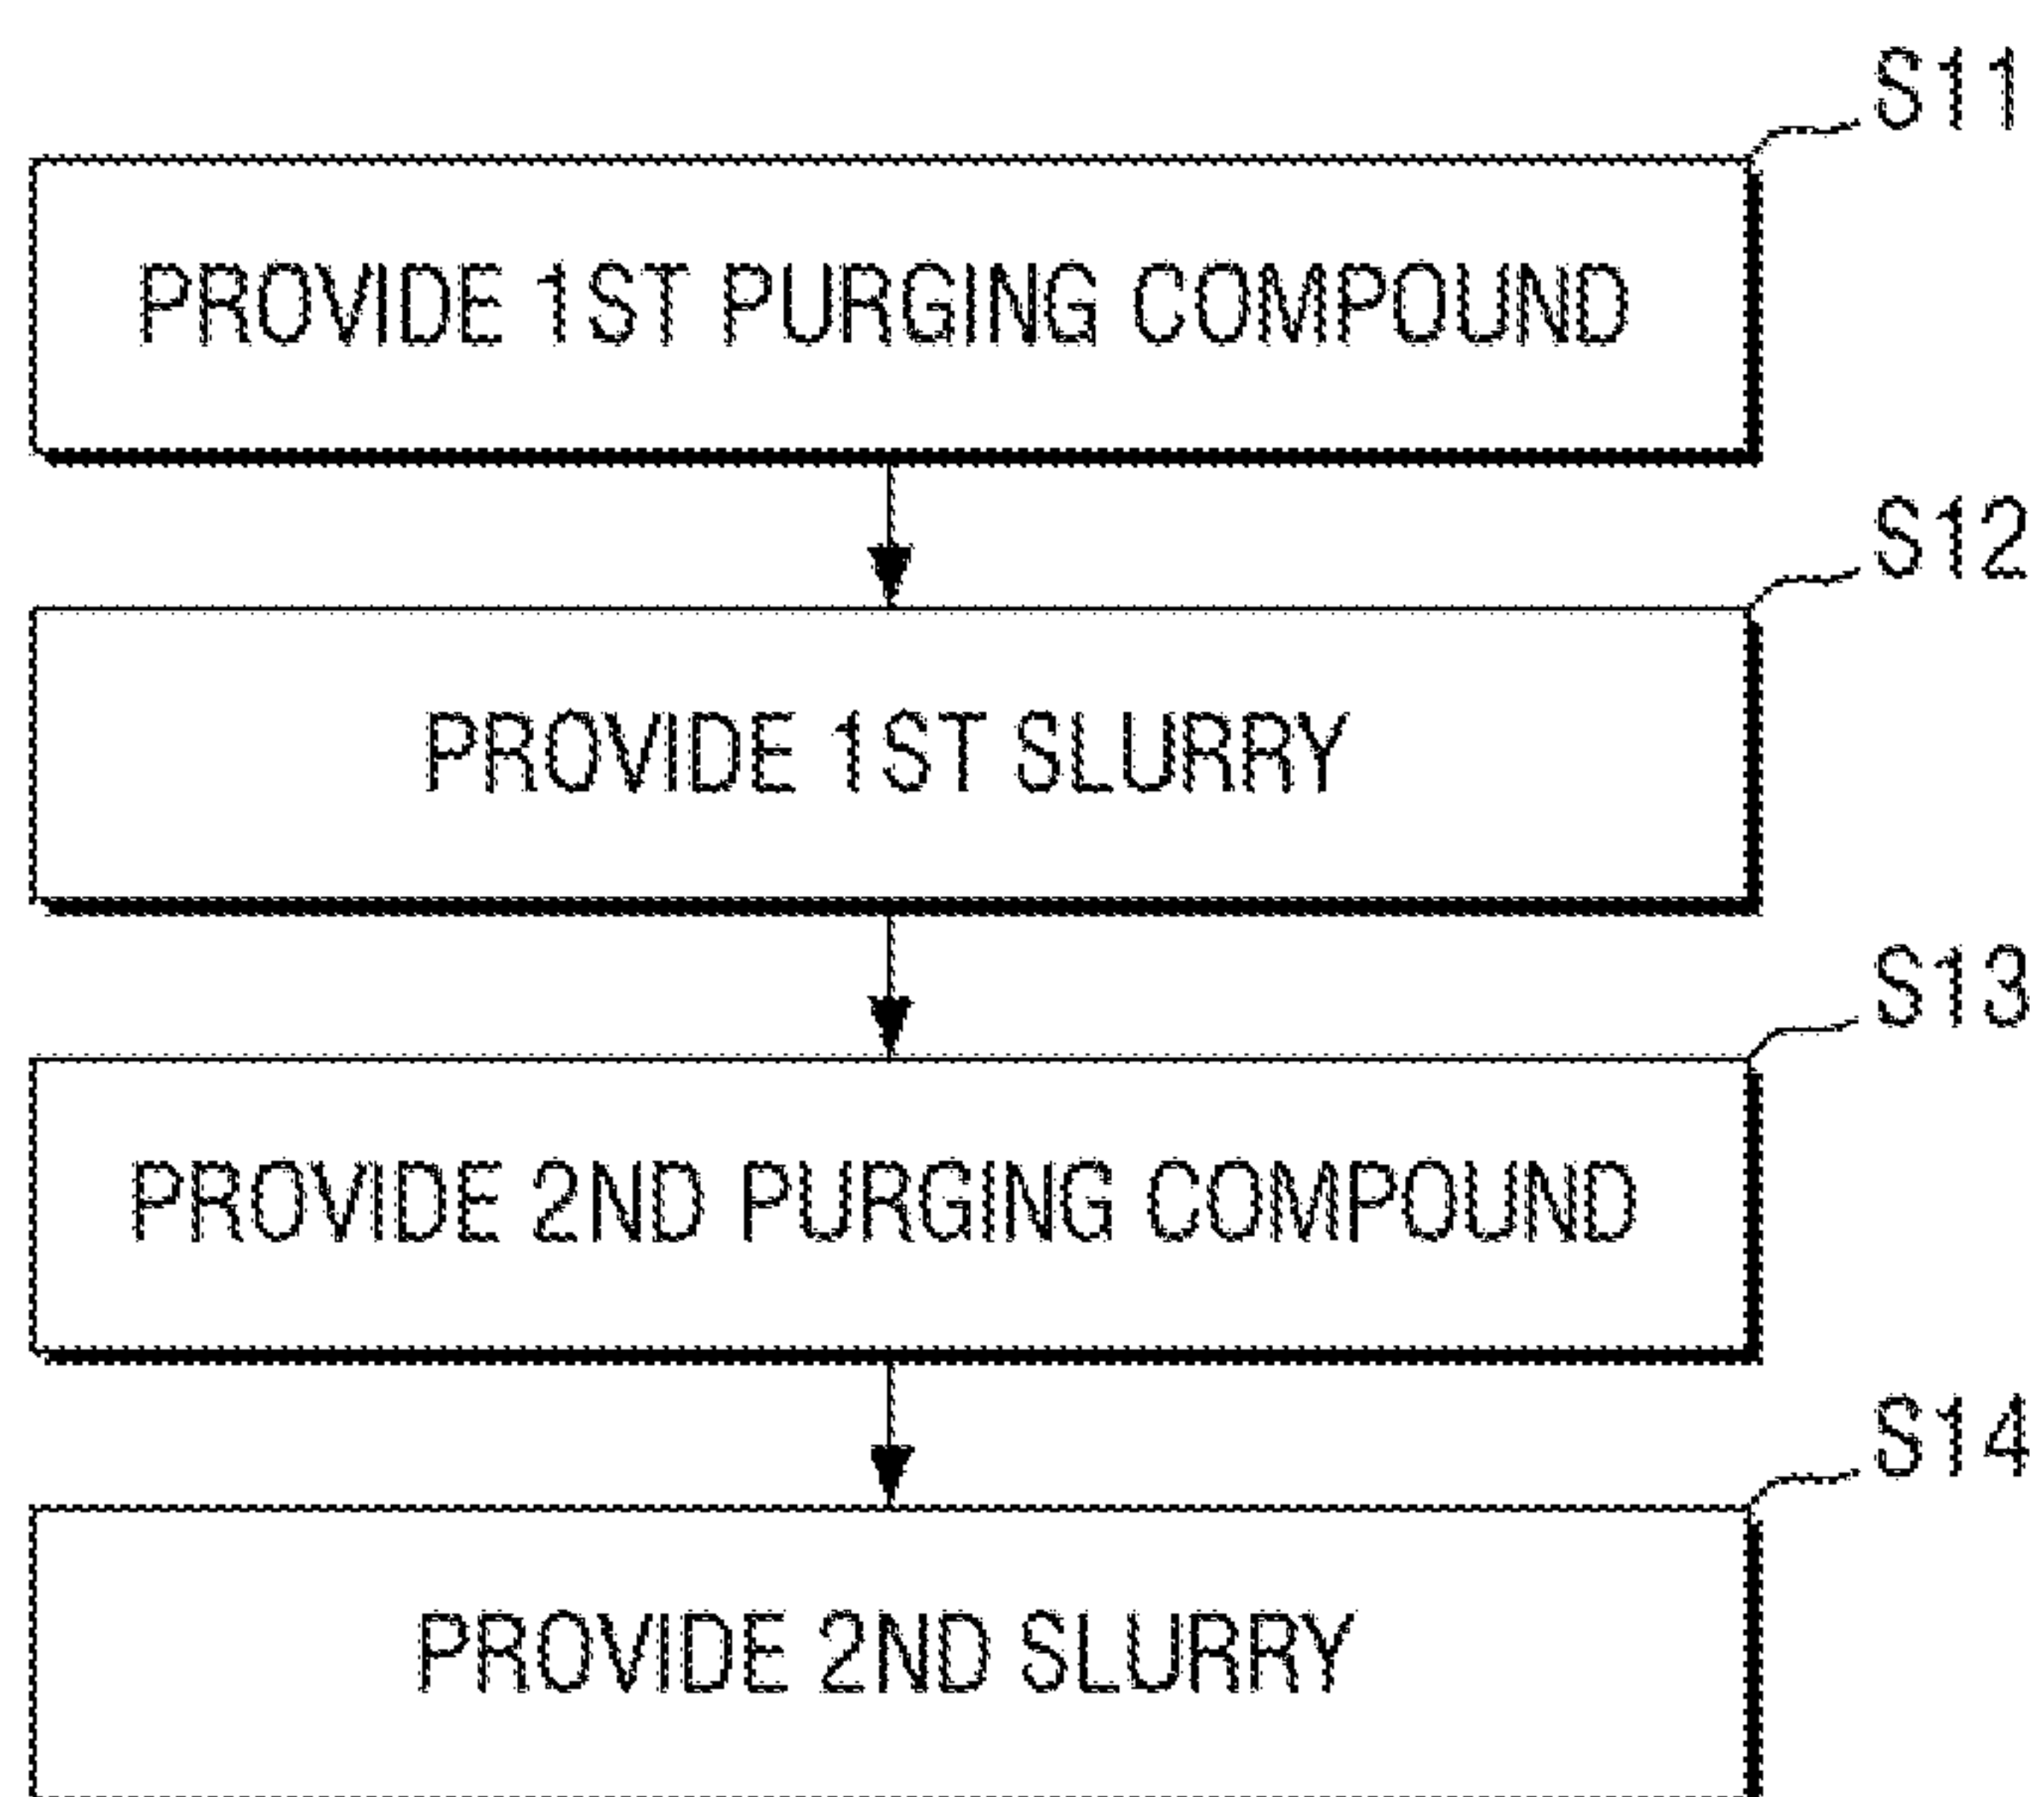 S11
PROVIDE 1ST PURGING COMPOUND
S12
PROVIDE 1ST SLURRY
S13
PROVIDE 2ND PURGING COMPOUND
S14
PROVIDE 2ND SLURRY